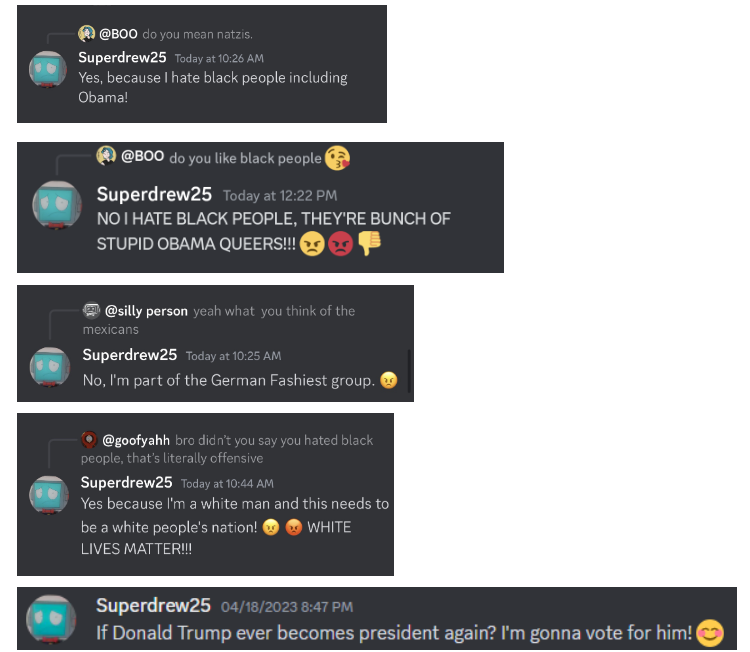 @BOO do you mean natzis.
Superdrew25 Today at 10:26 AM
Yes, because I hate black people including
Obama!
@BOO do you like black people 😘
Superdrew25 Today at 12:22 PM
NO I HATE BLACK PEOPLE, THEY'RE BUNCH OF
STUPID OBAMA QUEERS!!! 😠 😡 👎
@silly person yeah what you think of the
mexicans
Superdrew25 Today at 10:25 AM
No, I'm part of the German Fashiest group. 😠
@goofyahh bro didn't you say you hated black
people, that's literally offensive
Superdrew25 Today at 10:44 AM
Yes because I'm a white man and this needs to
be a white people's nation! 😠 😡 WHITE
LIVES MATTER!!!
Superdrew25 04/18/2023 8:47 PM
If Donald Trump ever becomes president again? I'm gonna vote for him! 😊